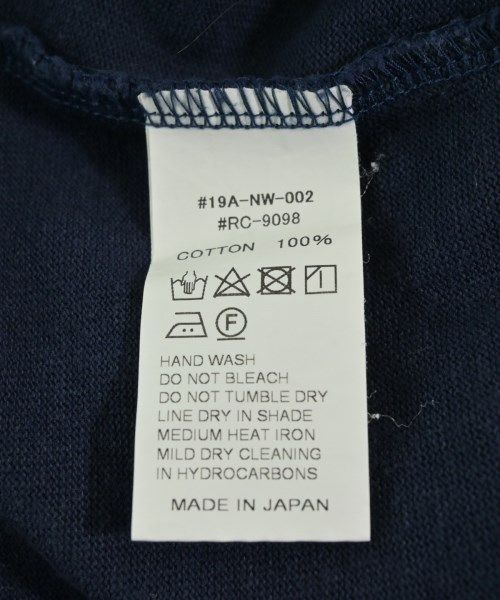 #19A-NW-002
#RC-9098
COTTON 100%
F
HAND WASH
DO NOT BLEACH
DO NOT TUMBLE DRY
LINE DRY IN SHADE
MEDIUM HEAT IRON
MILD DRY CLEANING
IN HYDROCARBONS
MADE IN JAPAN